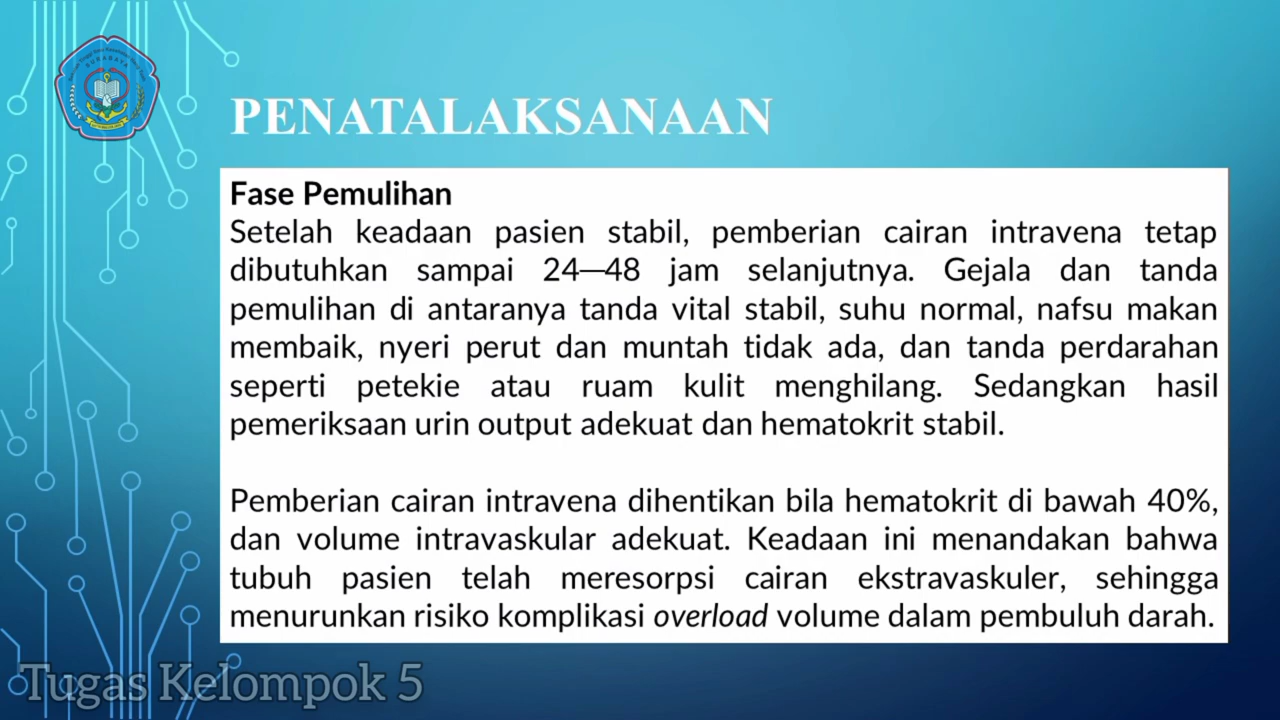 SURABAYA
PENATALAKSANAAN
Fase Pemulihan
Setelah keadaan pasien stabil, pemberian cairan intravena tetap
dibutuhkan sampai 24—48 jam selanjutnya. Gejala dan tanda
pemulihan di antaranya tanda vital stabil, suhu normal, nafsu makan
membaik, nyeri perut dan muntah tidak ada, dan tanda perdarahan
seperti petekie atau ruam kulit menghilang. Sedangkan hasil
pemeriksaan urin output adekuat dan hematokrit stabil.
Pemberian cairan intravena dihentikan bila hematokrit di bawah 40%,
dan volume intravaskular adekuat. Keadaan ini menandakan bahwa
tubuh pasien telah meresorpsi cairan ekstravaskuler, sehingga
menurunkan risiko komplikasi overload volume dalam pembuluh darah.
Tugas Kelompok 5